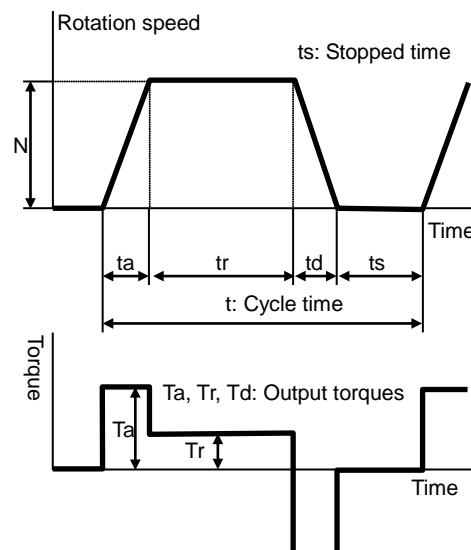 Rotation speed
ts: Stopped time
N
Time
ta
tr
td
ts
t: Cycle time
Torque
Ta, Tr, Td: Output torques
Ta
Tr
Time